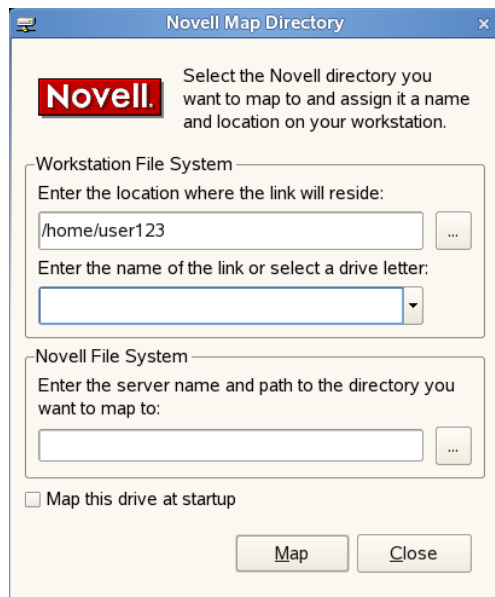 Novell Map Directory
Novell.
Select the Novell directory you
want to map to and assign it a name
and location on your workstation.
Workstation File System
Enter the location where the link will reside:
/home/user123
...
Enter the name of the link or select a drive letter:
Novell File System
Enter the server name and path to the directory you
want to map to:
...
Map this drive at startup
Map
Close